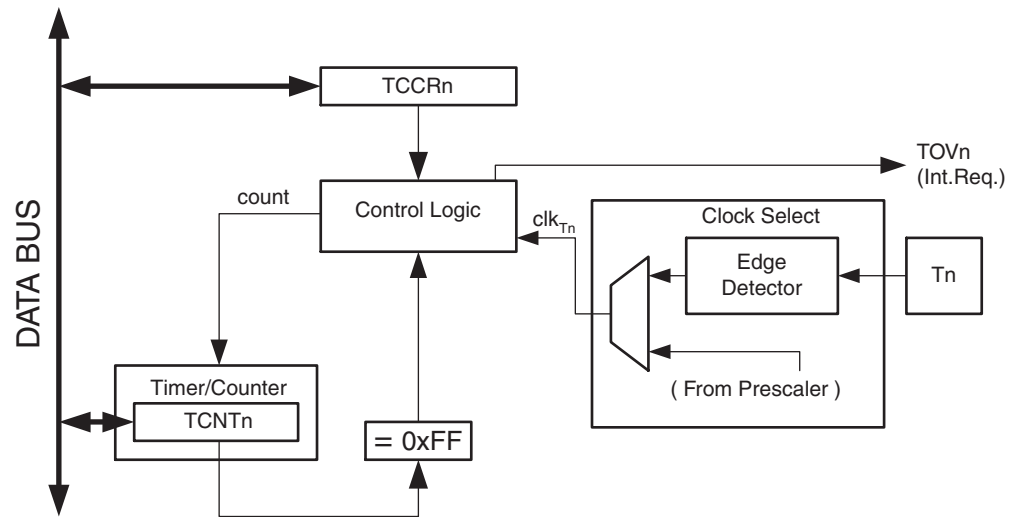 TCCRn
TOVn
(Int.Req.)
count
Control Logic
clkTn
Clock Select
Edge
Detector
Tn
DATA BUS
Timer/Counter
TCNTn
= 0xFF
( From Prescaler )